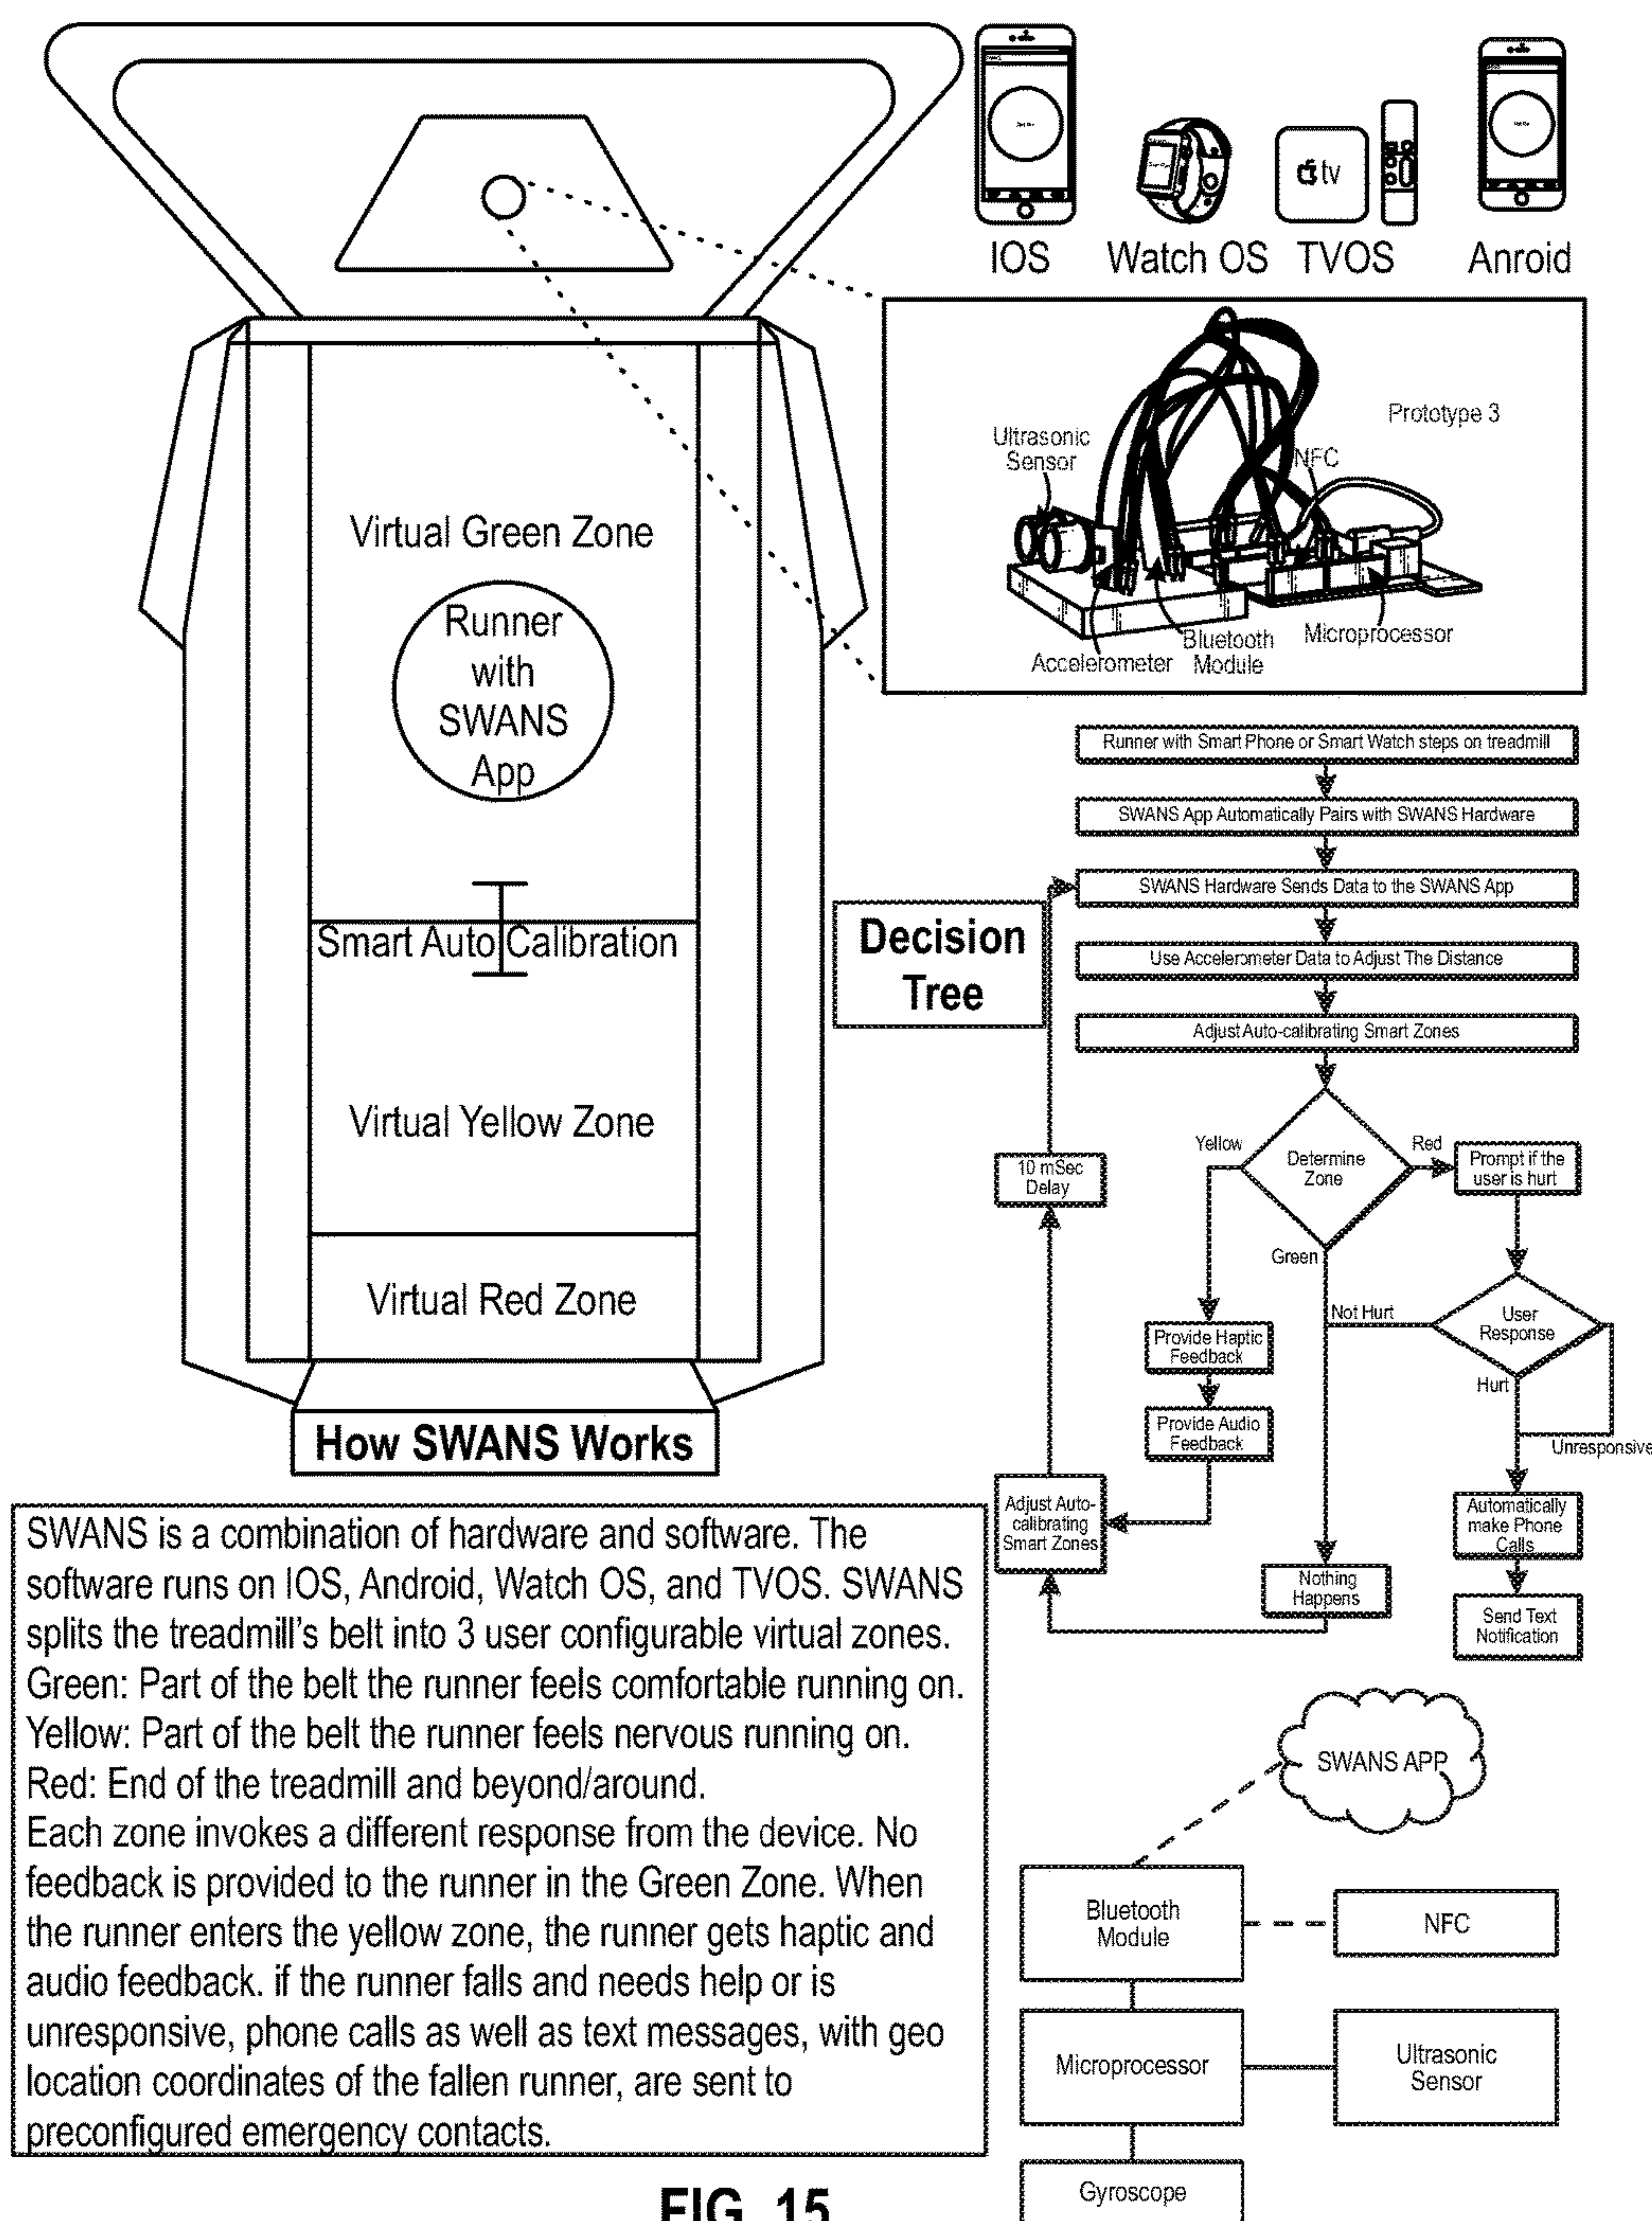 tv
IOS
Watch OS
TVOS
Anroid
Prototype 3
Ultrasonic
Sensor
NFC
Accelerometer
Bluetooth
Module
Microprocessor
Virtual Green Zone
Runner
with
SWANS
App
Smart Auto Calibration
Virtual Yellow Zone
Virtual Red Zone
How SWANS Works
SWANS is a combination of hardware and software. The
software runs on IOS, Android, Watch OS, and TVOS. SWANS
splits the treadmill's belt into 3 user configurable virtual zones.
Green: Part of the belt the runner feels comfortable running on.
Yellow: Part of the belt the runner feels nervous running on.
Red: End of the treadmill and beyond/around.
Each zone invokes a different response from the device. No
feedback is provided to the runner in the Green Zone. When
the runner enters the yellow zone, the runner gets haptic and
audio feedback. if the runner falls and needs help or is
unresponsive, phone calls as well as text messages, with geo
location coordinates of the fallen runner, are sent to
preconfigured emergency contacts.
Decision
Tree
Runner with Smart Phone or Smart Watch steps on treadmill
SWANS App Automatically Pairs with SWANS Hardware
SWANS Hardware Sends Data to the SWANS App
Use Accelerometer Data to Adjust The Distance
Adjust Auto-calibrating Smart Zones
Determine
Zone
Yellow
Red
Green
Prompt if the
user is hurt
10 mSec
Delay
User
Response
Not Hurt
Hurt
Unresponsive
Provide Haptic
Feedback
Provide Audio
Feedback
Adjust Auto-
calibrating
Smart Zones
Nothing
Happens
Automatically
make Phone
Calls
Send Text
Notification
SWANS APP
Bluetooth
Module
NFC
Microprocessor
Ultrasonic
Sensor
Gyroscope
FIG. 15